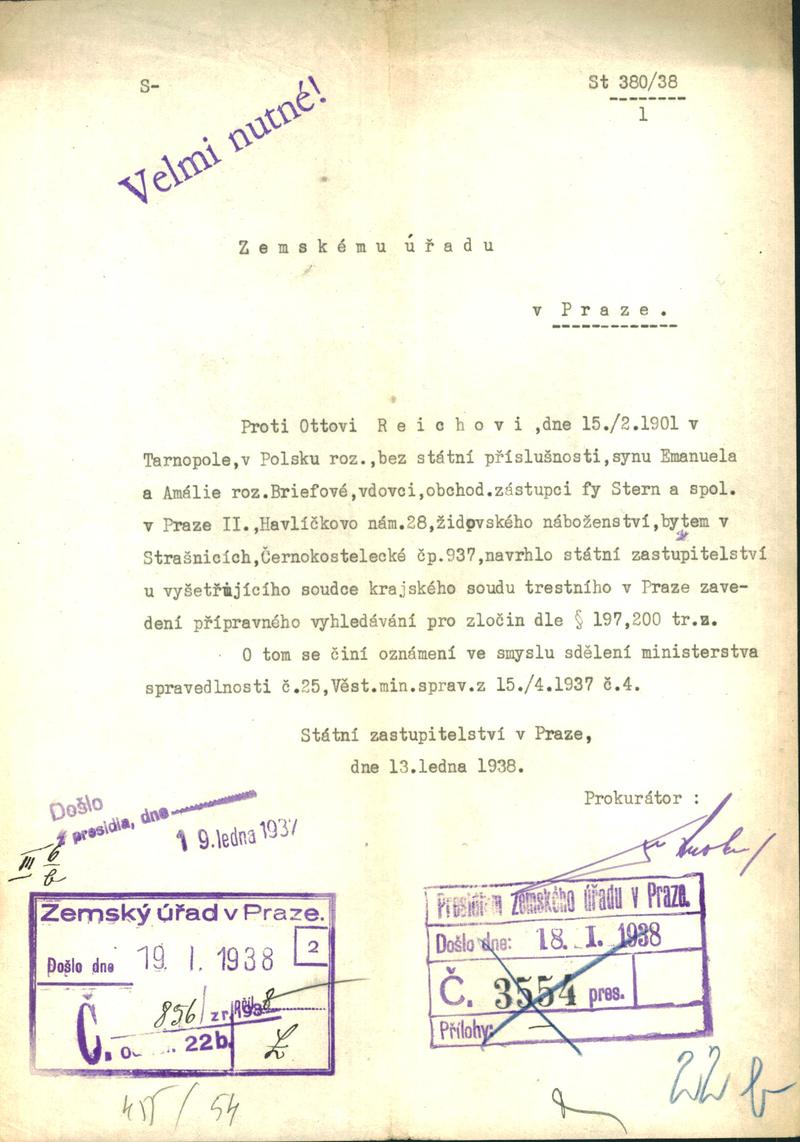 S-
St 380/38
1
Velmi nutné!
Zemskému úřadu
v Praze.
Proti Ottovi Reichovi ,dne 15./2.1901 v
Tarnopole,v Polsku roz.,bez státní příslušnosti,synu Emanuela
a Amálie roz.Briefové,vdovci,obchod.zástupci fy Stern a spol.
v Praze II.,Havlíčkovo nám.28,židovského náboženství,bytem v
Strašnicích,Černokostelecké čp.937,navrhlo státní zastupitelství
u vyšetřujícího soudce krajského soudu trestního v Praze zave-
dení přípravného vyhledávání pro zločin dle § 197,200 tr.z.
O tom se činí oznámení ve smyslu sdělení ministerstva
spravedlnosti č.25,Věst.min.sprav.z 15./4.1937 č.4.
Státní zastupitelství v Praze,
dne 13.ledna 1938.
Prokurátor :
Došlo
z presidia, dne
19. ledna 1937
III 6
b
Zemský úřad v Praze.
Došlo dne 19. I. 1938
2
Č. 856/ zr. 1938
22b.
Presidium Zemského úřadu v Praze.
Došlo dne: 18. I. 1938
Č. 3554 pres.
Přílohy: —
22 b